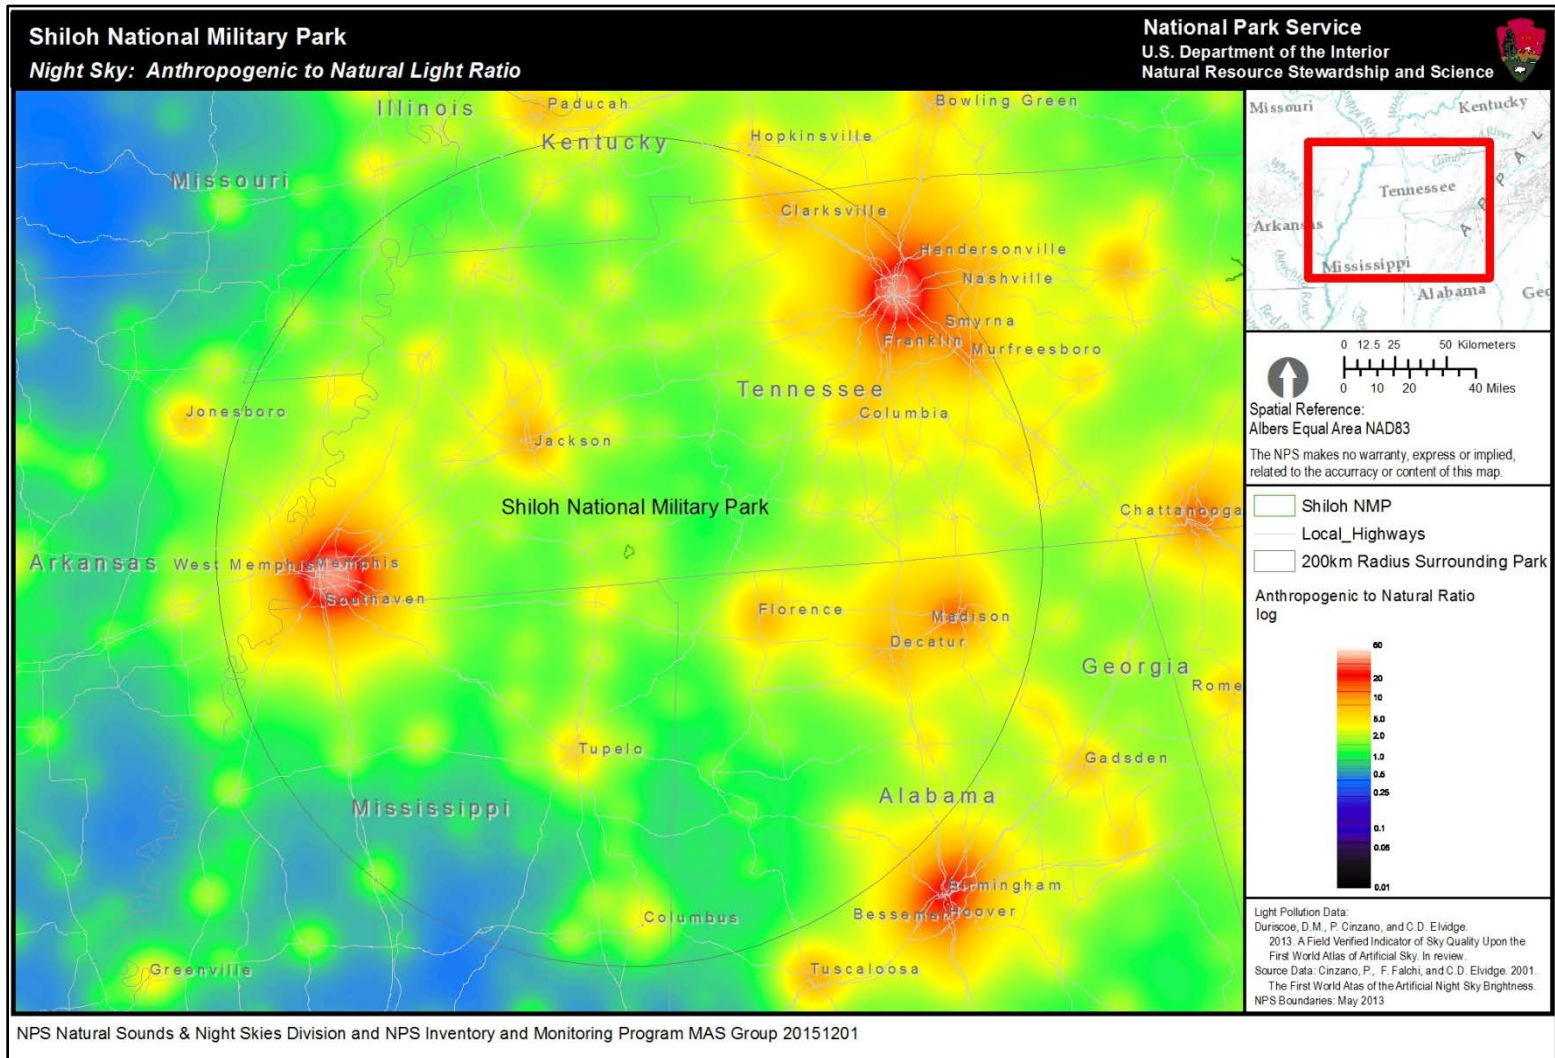 Shiloh National Military Park
Night Sky: Anthropogenic to Natural Light Ratio
National Park Service
U.S. Department of the Interior
Natural Resource Stewardship and Science
Illinois
Paducah
Bowling Green
Kentucky
Hopkinsville
Missouri
Clarksville
Hendersonville
Nashville
Smyrna
Franklin
Murfreesboro
Tennessee
Jonesboro
Columbia
Jackson
Shiloh National Military Park
Chattanooga
Arkansas
West Memphis
Memphis
Southaven
Florence
Madison
Decatur
Georgia
Rome
Tupelo
Gadsden
Mississippi
Alabama
Birmingham
Bessemer
Hoover
Columbus
Greenville
Tuscaloosa
Missouri
Kentucky
Tennessee
Arkansas
Mississippi
Alabama
Geo
0 12.5 25 50 Kilometers
0 10 20 40 Miles
Spatial Reference:
Albers Equal Area NAD83
The NPS makes no warranty, express or implied,
related to the accurracy or content of this map.
Shiloh NMP
Local_Highways
200km Radius Surrounding Park
Anthropogenic to Natural Ratio
log
60
20
10
5.0
2.0
1.0
0.5
0.25
0.1
0.05
0.01
Light Pollution Data:
Duriscoe, D.M., P. Cinzano, and C.D. Elvidge.
2013. A Field Verified Indicator of Sky Quality Upon the
First World Atlas of Artificial Sky. In review.
Source Data: Cinzano, P., F. Falchi, and C.D. Elvidge. 2001.
The First World Atas of the Artificial Night Sky Brightness.
NPS Boundaries: May 2013
NPS Natural Sounds & Night Skies Division and NPS Inventory and Monitoring Program MAS Group 20151201